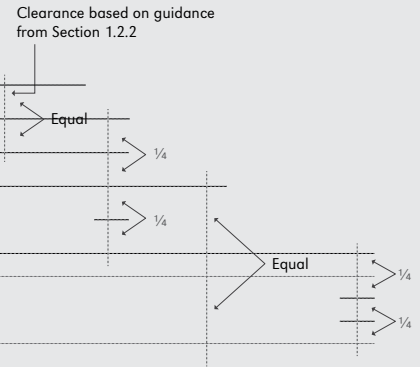 Clearance based on guidance
from Section 1.2.2
Equal
¼
¼
Equal
¼
¼